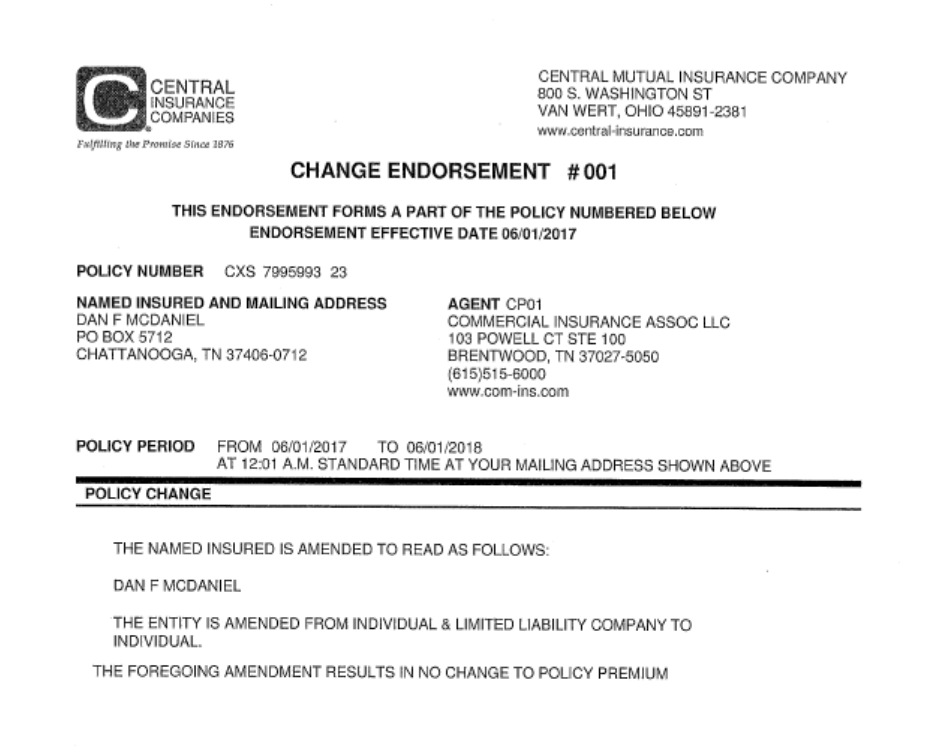 C
CENTRAL
INSURANCE
COMPANIES
Fulfilling the Promise Since 1876
CENTRAL MUTUAL INSURANCE COMPANY
800 S. WASHINGTON ST
VAN WERT, OHIO 45891-2381
www.central-insurance.com
CHANGE ENDORSEMENT # 001
THIS ENDORSEMENT FORMS A PART OF THE POLICY NUMBERED BELOW
ENDORSEMENT EFFECTIVE DATE 06/01/2017
POLICY NUMBER CXS 7995993 23
NAMED INSURED AND MAILING ADDRESS
DAN F MCDANIEL
PO BOX 5712
CHATTANOOGA, TN 37406-0712
AGENT CP01
COMMERCIAL INSURANCE ASSOC LLC
103 POWELL CT STE 100
BRENTWOOD, TN 37027-5050
(615)515-6000
www.com-ins.com
POLICY PERIOD FROM 06/01/2017 TO 06/01/2018
AT 12:01 A.M. STANDARD TIME AT YOUR MAILING ADDRESS SHOWN ABOVE
POLICY CHANGE
THE NAMED INSURED IS AMENDED TO READ AS FOLLOWS:
DAN F MCDANIEL
THE ENTITY IS AMENDED FROM INDIVIDUAL & LIMITED LIABILITY COMPANY TO
INDIVIDUAL.
THE FOREGOING AMENDMENT RESULTS IN NO CHANGE TO POLICY PREMIUM